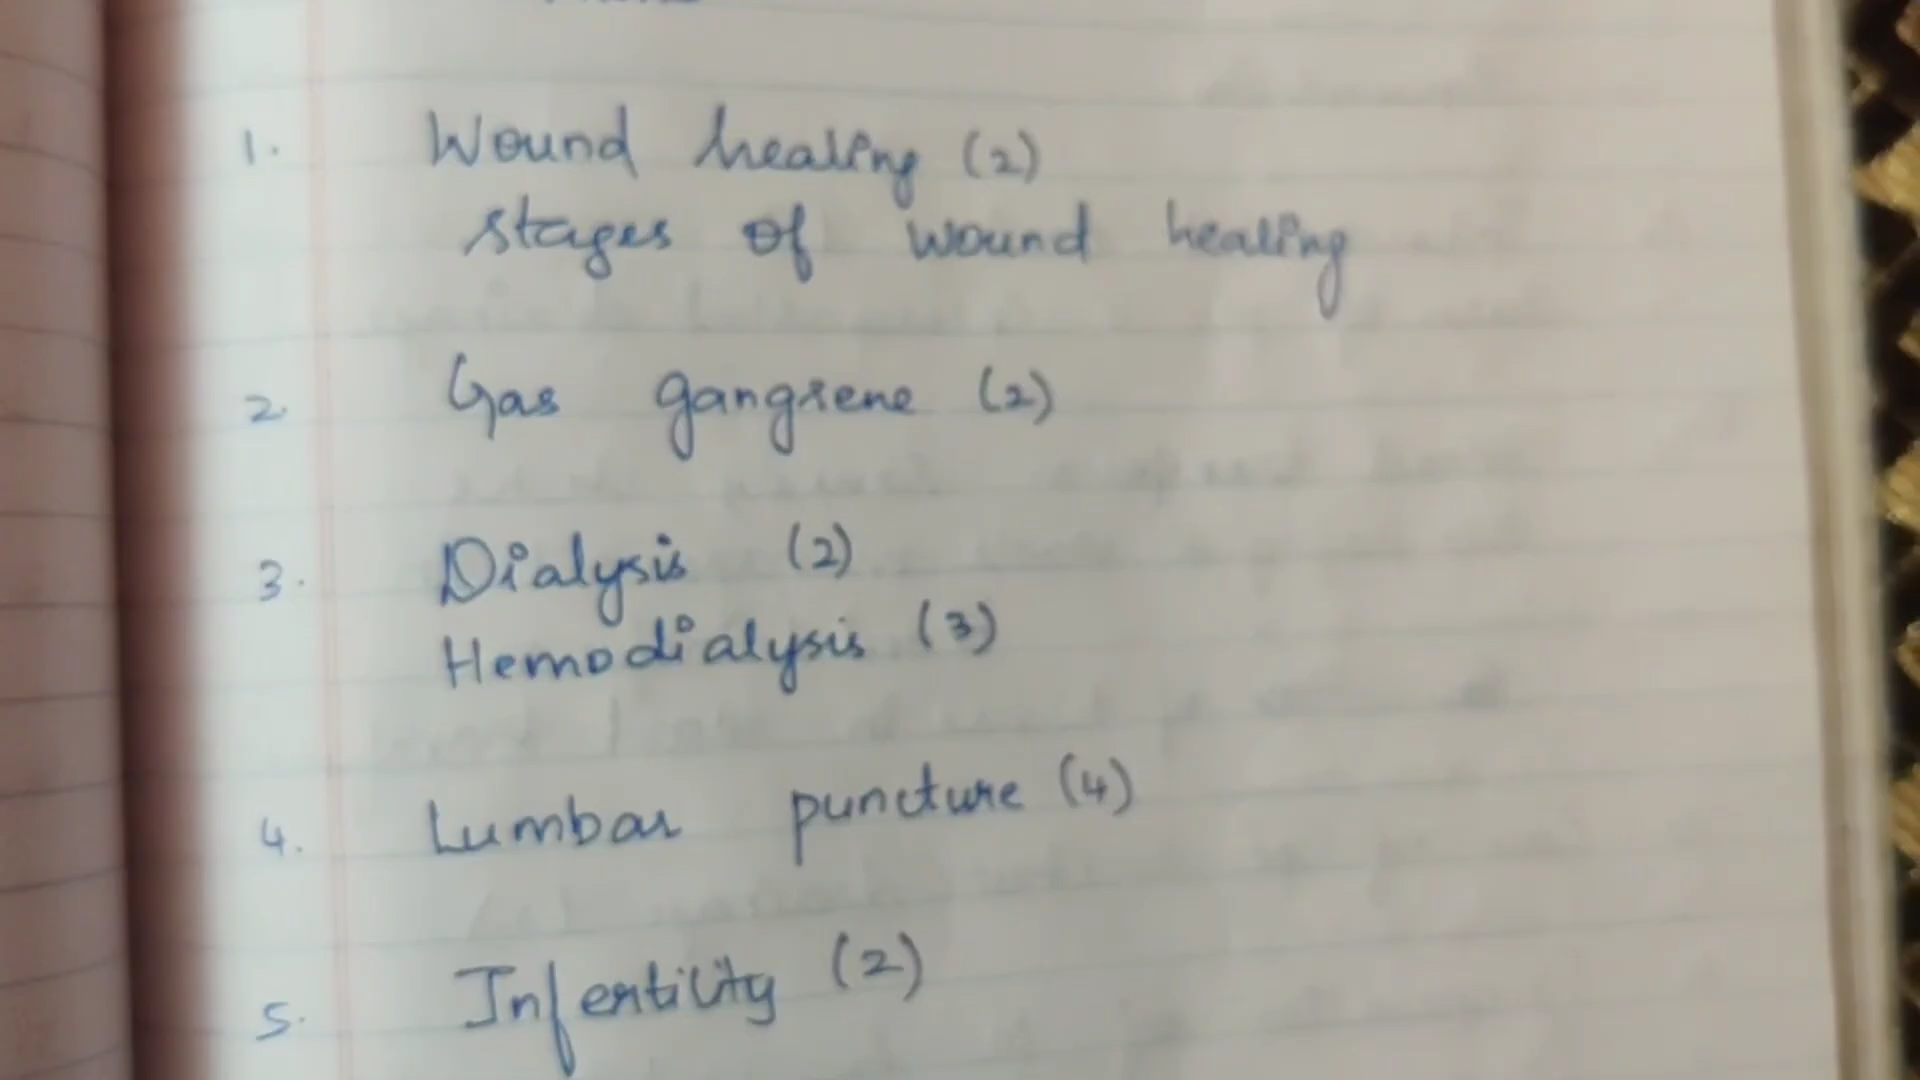 1. Wound healing (2)
stages of wound healing
2. Gas gangrene (2)
3. Dialysis (2)
Hemodialysis (3)
4. Lumbar puncture (4)
5. Infertility (2)